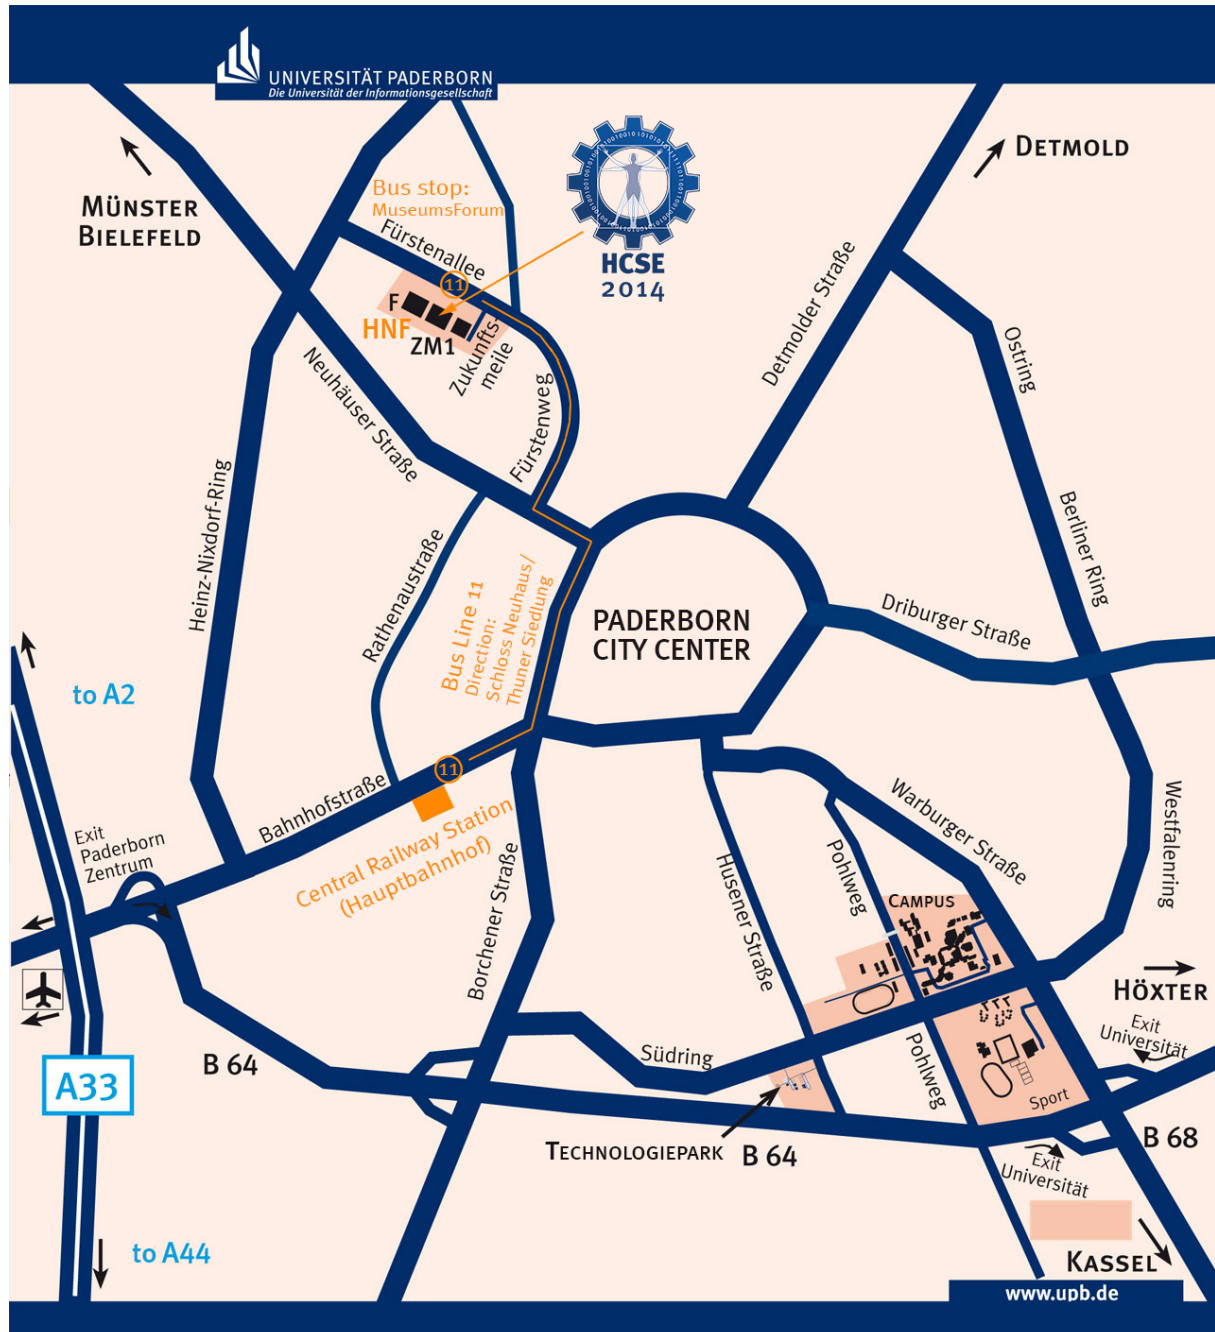 UNIVERSITÄT PADERBORN
Die Universität der Informationsgesellschaft
DETMOLD
MÜNSTER
BIELEFELD
Bus stop:
MuseumsForum
Fürstenallee
11
HCSE
2014
F
HNF
ZM1
Zukunfts-
meile
Detmolder Straße
Ostring
Neuhäuser Straße
Fürstenweg
Heinz-Nixdorf-Ring
Berliner Ring
Rathenaustraße
Bus Line 11
Direction:
Schloss Neuhaus/
Thuner Siedlung
PADERBORN
CITY CENTER
Driburger Straße
to A2
11
Bahnhofstraße
Central Railway Station
(Hauptbahnhof)
Exit
Paderborn
Zentrum
Warburger Straße
Westfalenring
Borchener Straße
Husener Straße
Pohlweg
CAMPUS
HÖXTER
Exit
Universität
A33
B 64
Südring
Pohlweg
Sport
TECHNOLOGIEPARK
B 64
B 68
Exit
Universität
to A44
KASSEL
www.upb.de